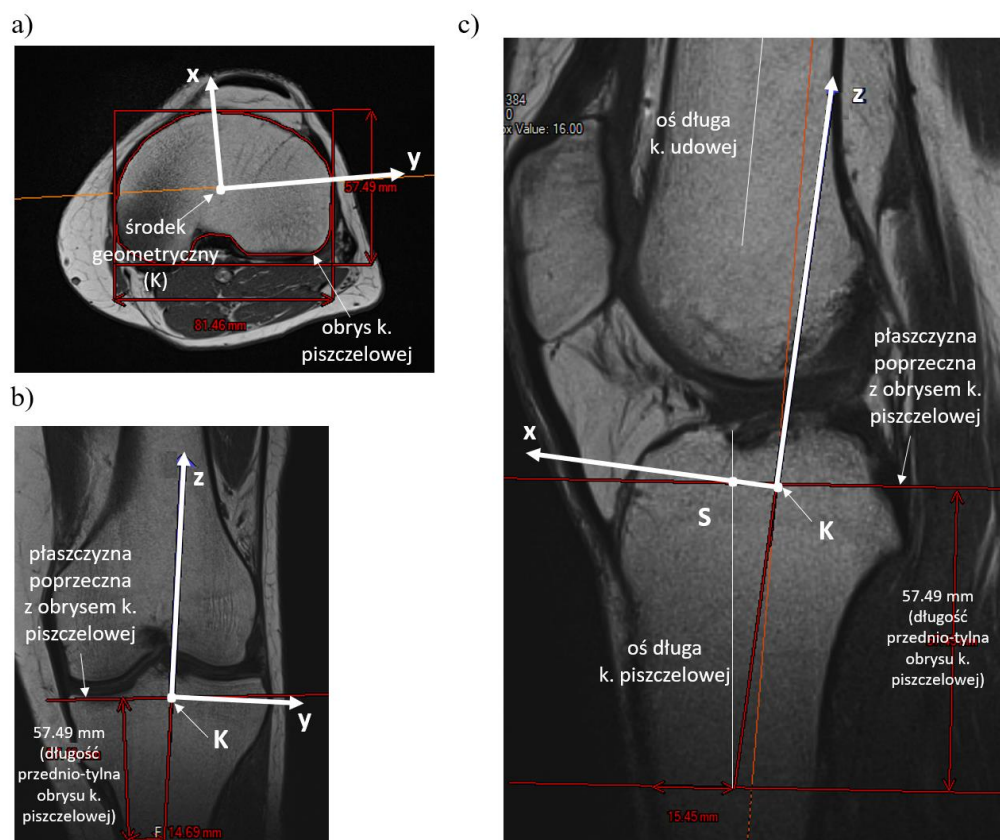 a)
x
y
57.49 mm
środek
geometryczny
(K)
81.46 mm
obrys k.
piszczelowej
b)
z
płaszczyzna
poprzeczna
z obrysem k.
piszczelowej
y
K
57.49 mm
(długość
przednio-tylna
obrysu k.
piszczelowej)
F
14.69 mm
c)
384
0
ox Value: 16.00
oś długa
k. udowej
z
płaszczyzna
poprzeczna
z obrysem k.
piszczelowej
x
S
K
oś długa
k. piszczelowej
57.49 mm
(długość
przednio-tylna
obrysu k.
piszczelowej)
15.45 mm